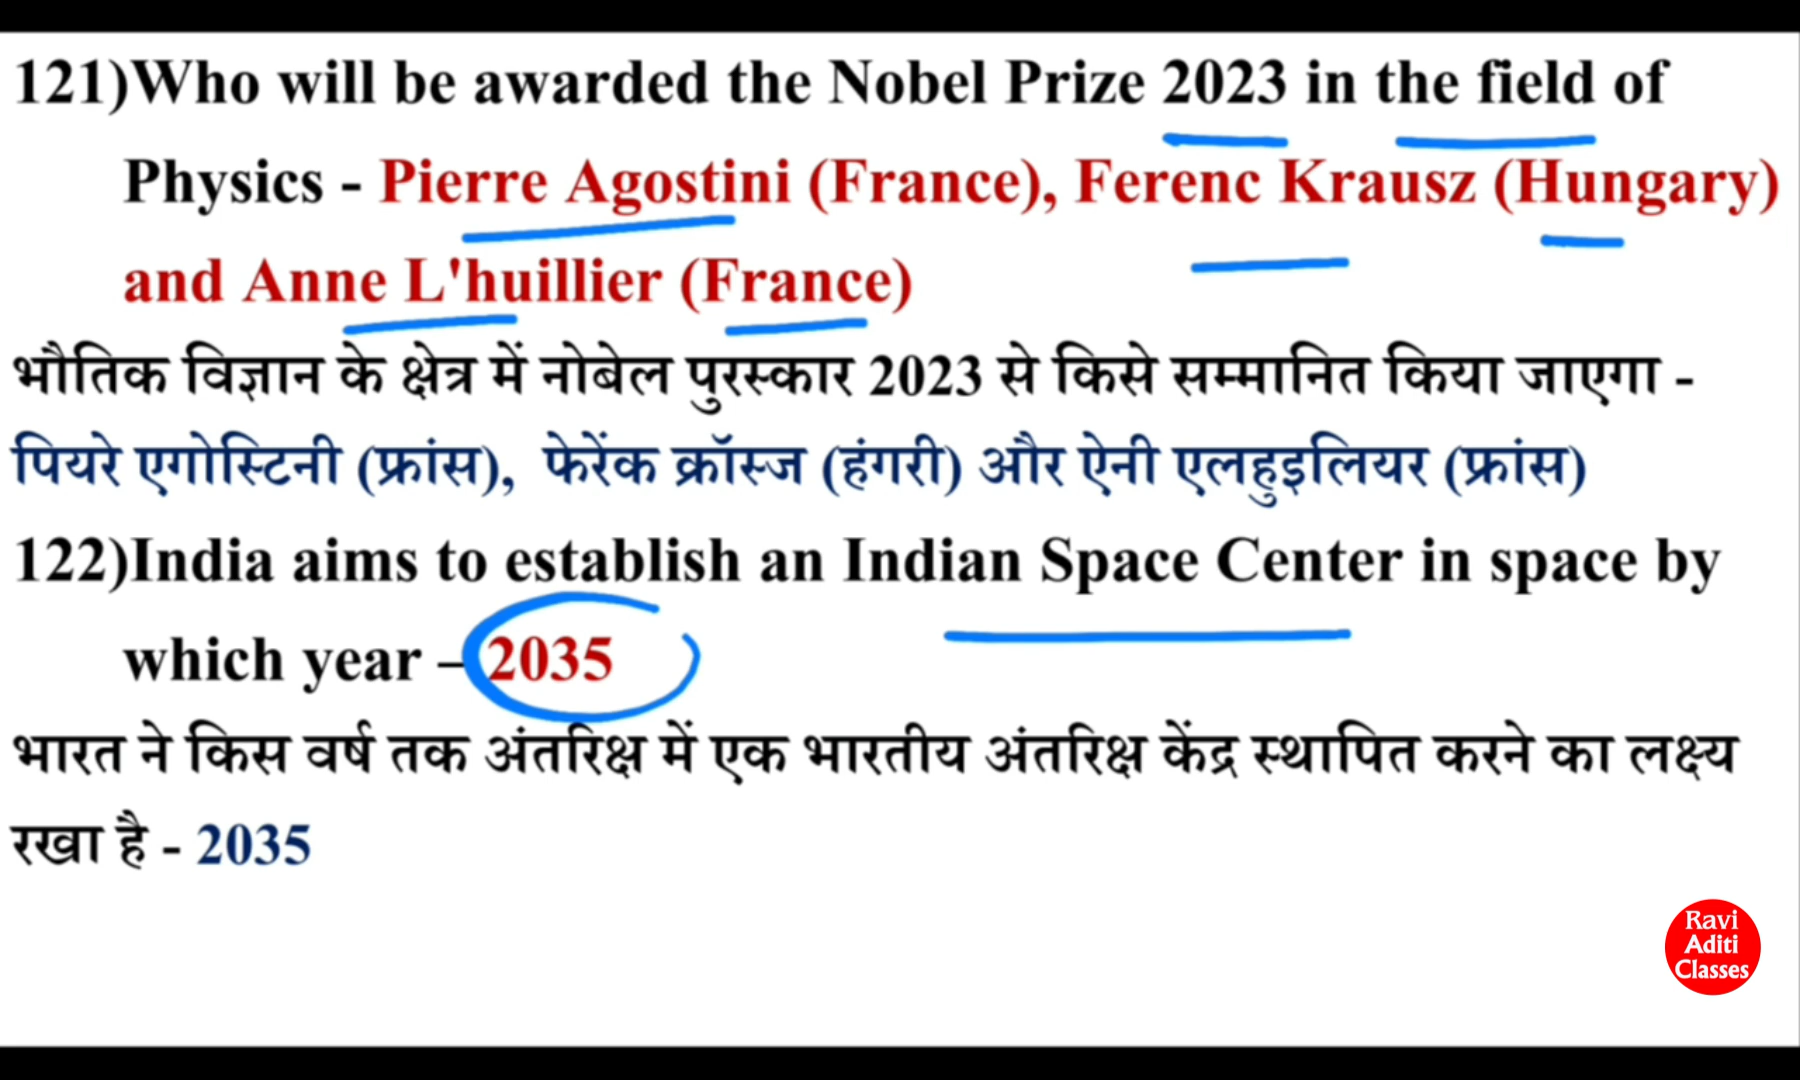 121)Who will be awarded the Nobel Prize 2023 in the field of
Physics - Pierre Agostini (France), Ferenc Krausz (Hungary)
and Anne L'huillier (France)
भौतिक विज्ञान के क्षेत्र में नोबेल पुरस्कार 2023 से किसे सम्मानित किया जाएगा -
पियरे एगोस्टिनी (फ्रांस), फेरेंक क्रॉस्ज (हंगरी) और ऐनी एलहुइलियर (फ्रांस)
122)India aims to establish an Indian Space Center in space by
which year – 2035
भारत ने किस वर्ष तक अंतरिक्ष में एक भारतीय अंतरिक्ष केंद्र स्थापित करने का लक्ष्य
रखा है - 2035
Ravi
Aditi
Classes